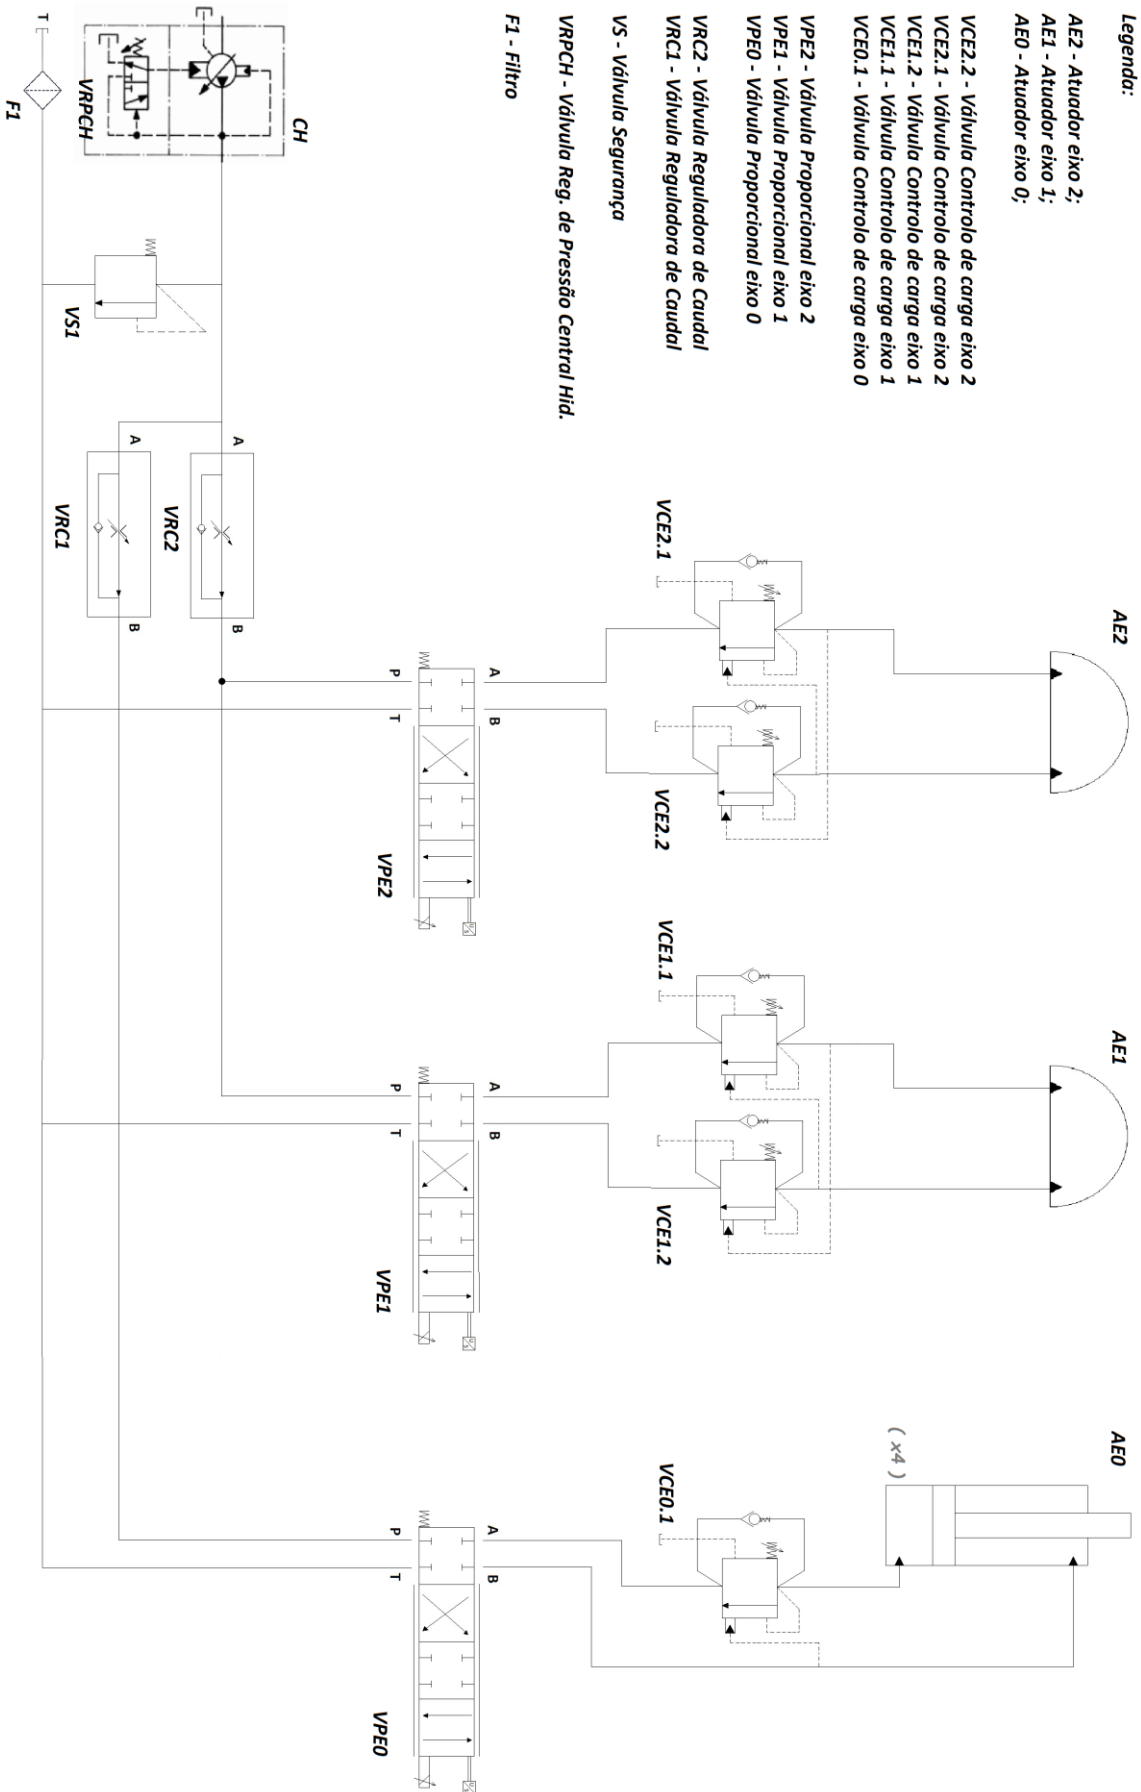 Legenda:
AE2 - Atuador eixo 2;
AE1 - Atuador eixo 1;
AE0 - Atuador eixo 0;
VCE2.2 - Válvula Controlo de carga eixo 2
VCE2.1 - Válvula Controlo de carga eixo 2
VCE1.2 - Válvula Controlo de carga eixo 1
VCE1.1 - Válvula Controlo de carga eixo 1
VCE0.1 - Válvula Controlo de carga eixo 0
VPE2 - Válvula Proporcional eixo 2
VPE1 - Válvula Proporcional eixo 1
VPE0 - Válvula Proporcional eixo 0
VRC2 - Válvula Reguladora de Caudal
VRC1 - Válvula Reguladora de Caudal
VS - Válvula Segurança
VRPCH - Válvula Reg. de Pressão Central Hid.
F1 - Filtro
AE2
AE1
AE0
( x4 )
VCE2.1
VCE2.2
VCE1.1
VCE1.2
VCE0.1
A
B
P
T
VPE2
A
B
P
T
VPE1
A
B
P
T
VPE0
CH
VRPCH
T
F1
VS1
A
B
VRC2
A
B
VRC1